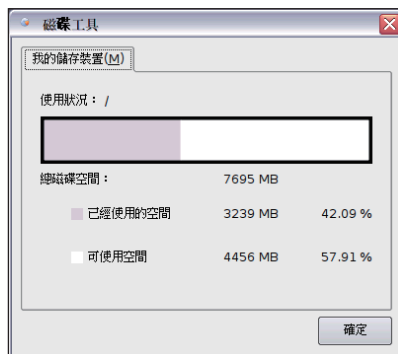 磁碟工具
我的儲存裝置(M)
使用狀況： /
總磁碟空間： 7695 MB
已經使用的空間 3239 MB 42.09 %
可使用空間 4456 MB 57.91 %
確定